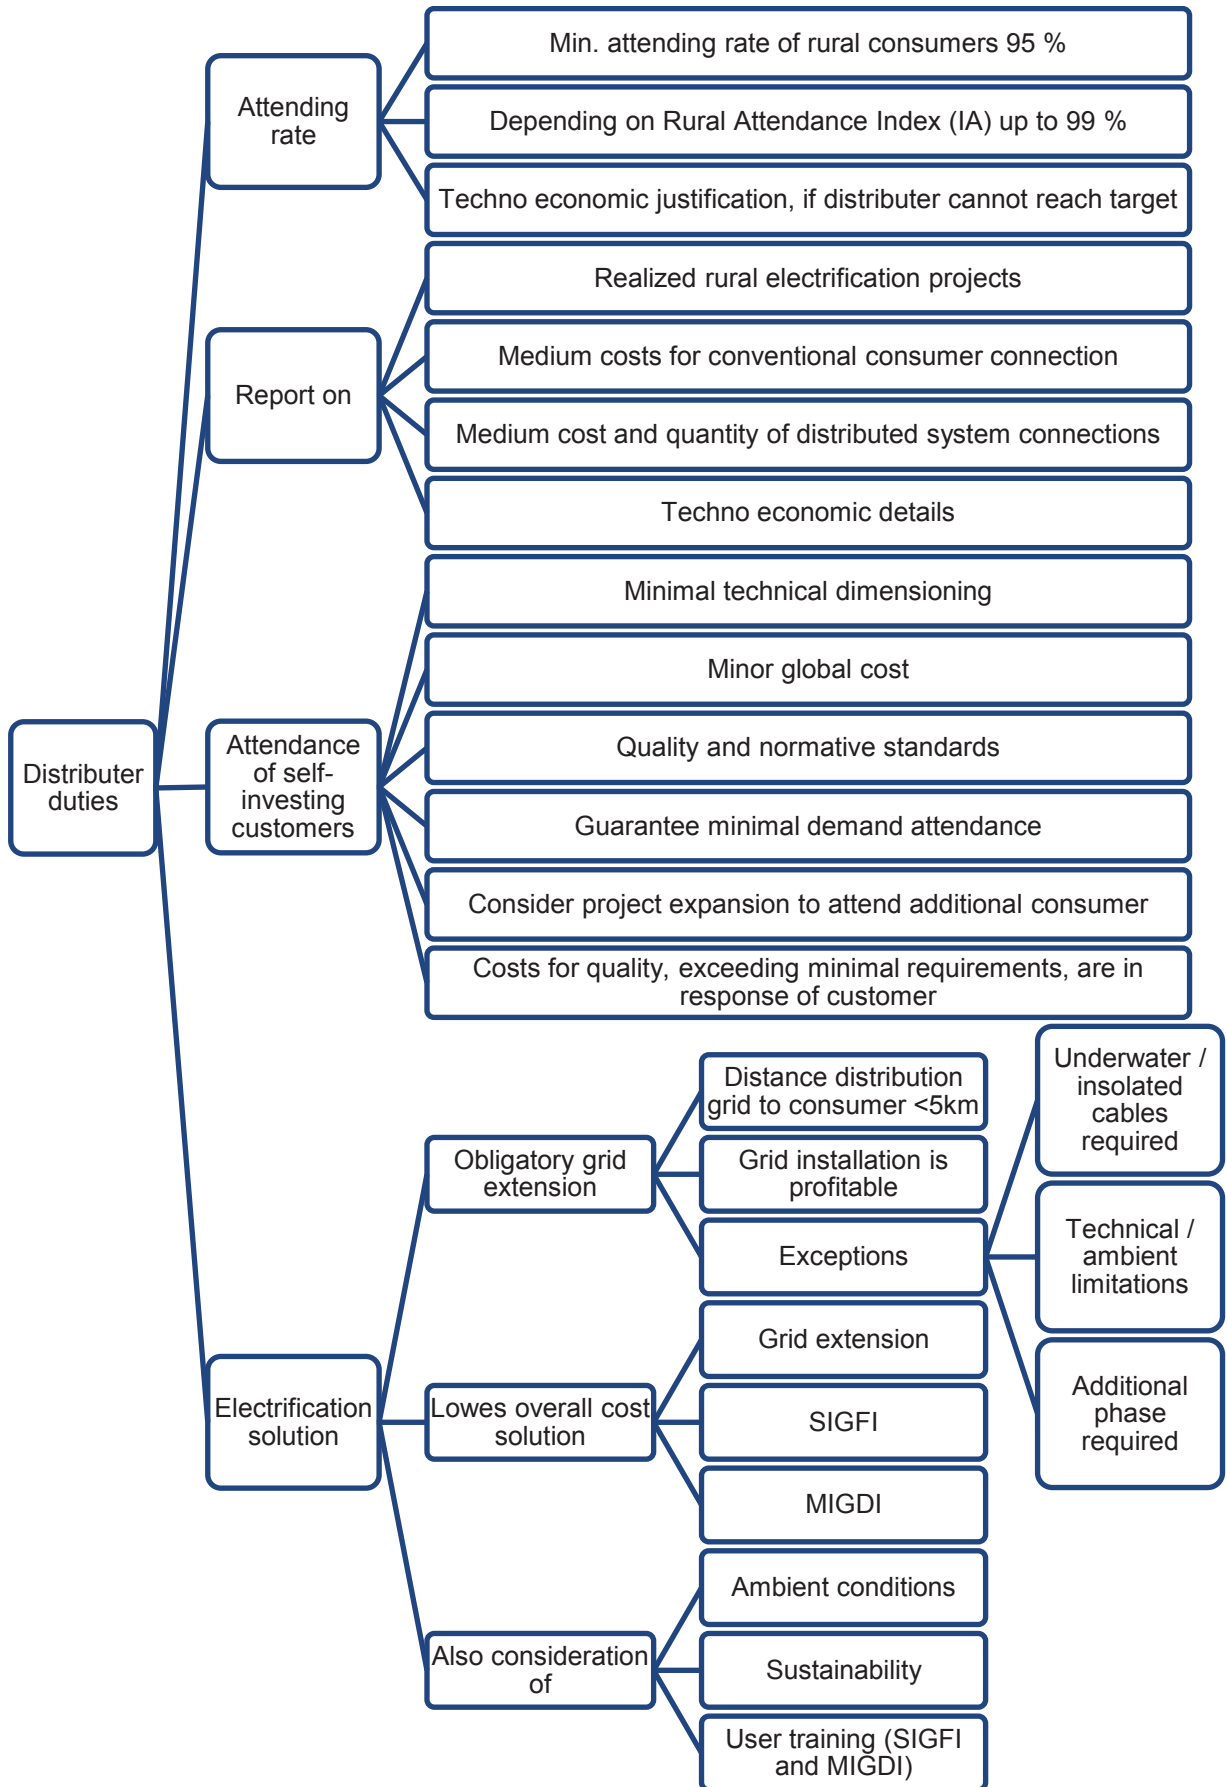 Distributer
duties
Attending
rate
Min. attending rate of rural consumers 95 %
Depending on Rural Attendance Index (IA) up to 99 %
Techno economic justification, if distributer cannot reach target
Report on
Realized rural electrification projects
Medium costs for conventional consumer connection
Medium cost and quantity of distributed system connections
Techno economic details
Attendance
of self-
investing
customers
Minimal technical dimensioning
Minor global cost
Quality and normative standards
Guarantee minimal demand attendance
Consider project expansion to attend additional consumer
Costs for quality, exceeding minimal requirements, are in
response of customer
Electrification
solution
Obligatory grid
extension
Distance distribution
grid to consumer <5km
Grid installation is
profitable
Exceptions
Underwater /
insolated
cables
required
Technical /
ambient
limitations
Additional
phase
required
Lowes overall cost
solution
Grid extension
SIGFI
MIGDI
Also consideration
of
Ambient conditions
Sustainability
User training (SIGFI
and MIGDI)